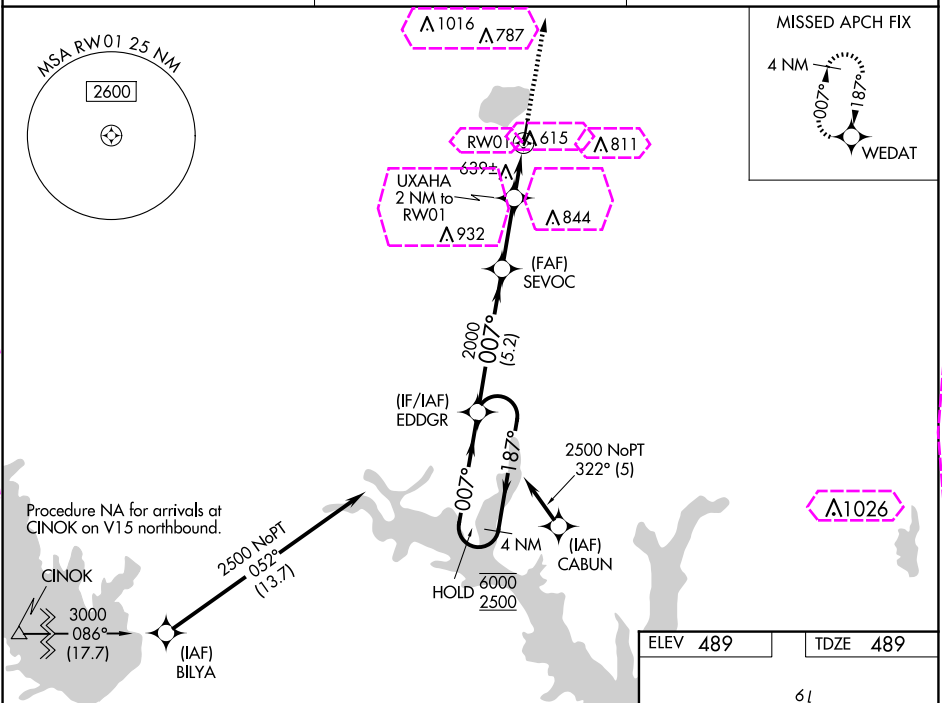 MSA RW01 25 NM
2600
1016
787
MISSED APCH FIX
4 NM
007°
187°
WEDAT
RW01
615
811
639±
UXAHA
2 NM to
RW01
932
844
(FAF)
SEVOC
2000
007°
(5.2)
(IF/IAF)
EDDGR
187°
007°
2500 NoPT
322° (5)
4 NM
(IAF)
CABUN
HOLD
6000
2500
1026
Procedure NA for arrivals at
CINOK on V15 northbound.
2500 NoPT
052°
(13.7)
CINOK
3000
086°
(17.7)
(IAF)
BILYA
ELEV 489
TDZE 489
19